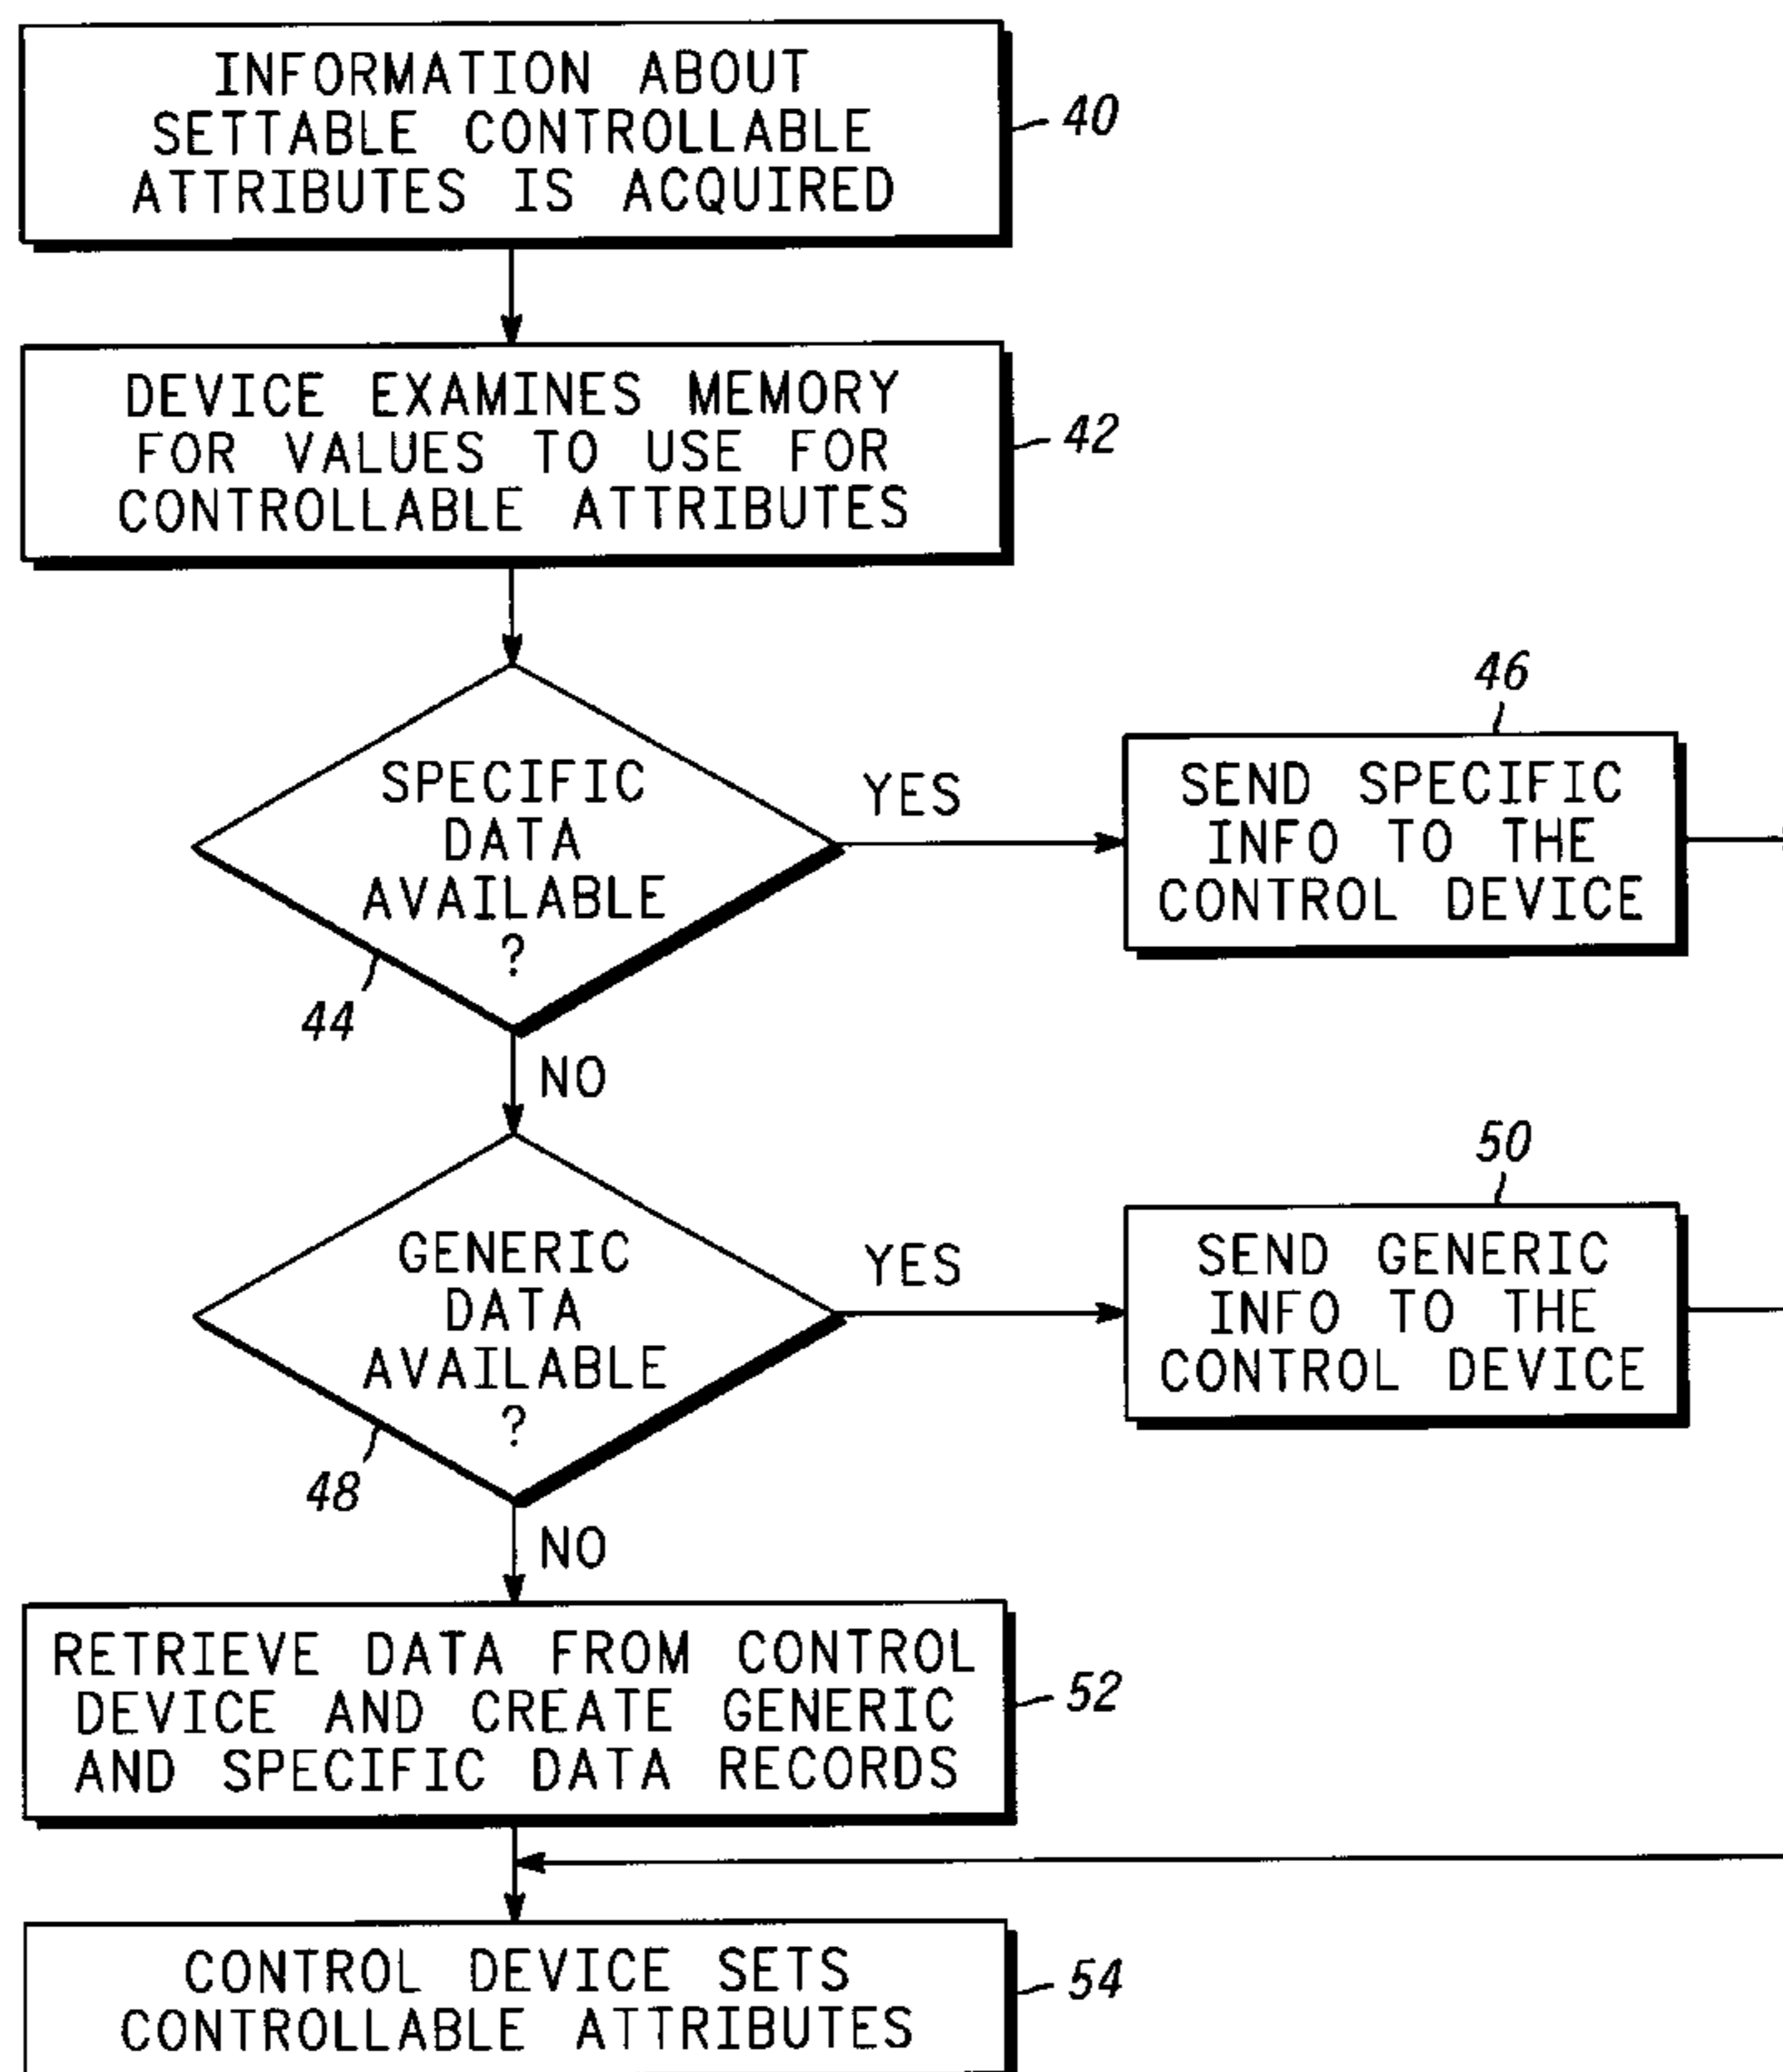 INFORMATION ABOUT
SETTABLE CONTROLLABLE
ATTRIBUTES IS ACQUIRED
40
DEVICE EXAMINES MEMORY
FOR VALUES TO USE FOR
CONTROLLABLE ATTRIBUTES
42
SPECIFIC
DATA
AVAILABLE
?
44
YES
46
SEND SPECIFIC
INFO TO THE
CONTROL DEVICE
NO
GENERIC
DATA
AVAILABLE
?
48
YES
50
SEND GENERIC
INFO TO THE
CONTROL DEVICE
NO
RETRIEVE DATA FROM CONTROL
DEVICE AND CREATE GENERIC
AND SPECIFIC DATA RECORDS
52
CONTROL DEVICE SETS
CONTROLLABLE ATTRIBUTES
54